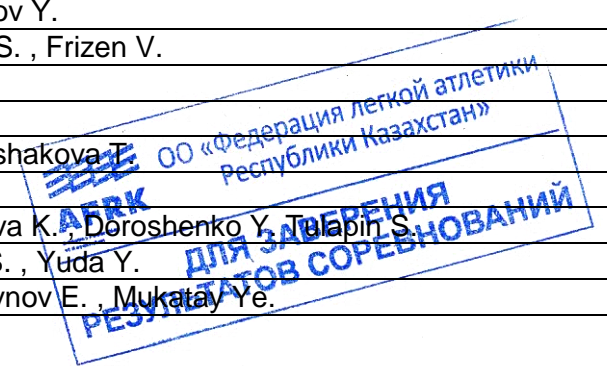 ov Y.
S. , Frizen V.
shakova T.
va K. , Doroshenko Y. Tulapin S.
S. , Yuda Y.
ynov E. , Mukatay Ye.
ОО «Федерация легкой атлетики
Республики Казахстан»
AFRK
ДЛЯ ЗАВЕРЕНИЯ
РЕЗУЛЬТАТОВ СОРЕВНОВАНИЙ